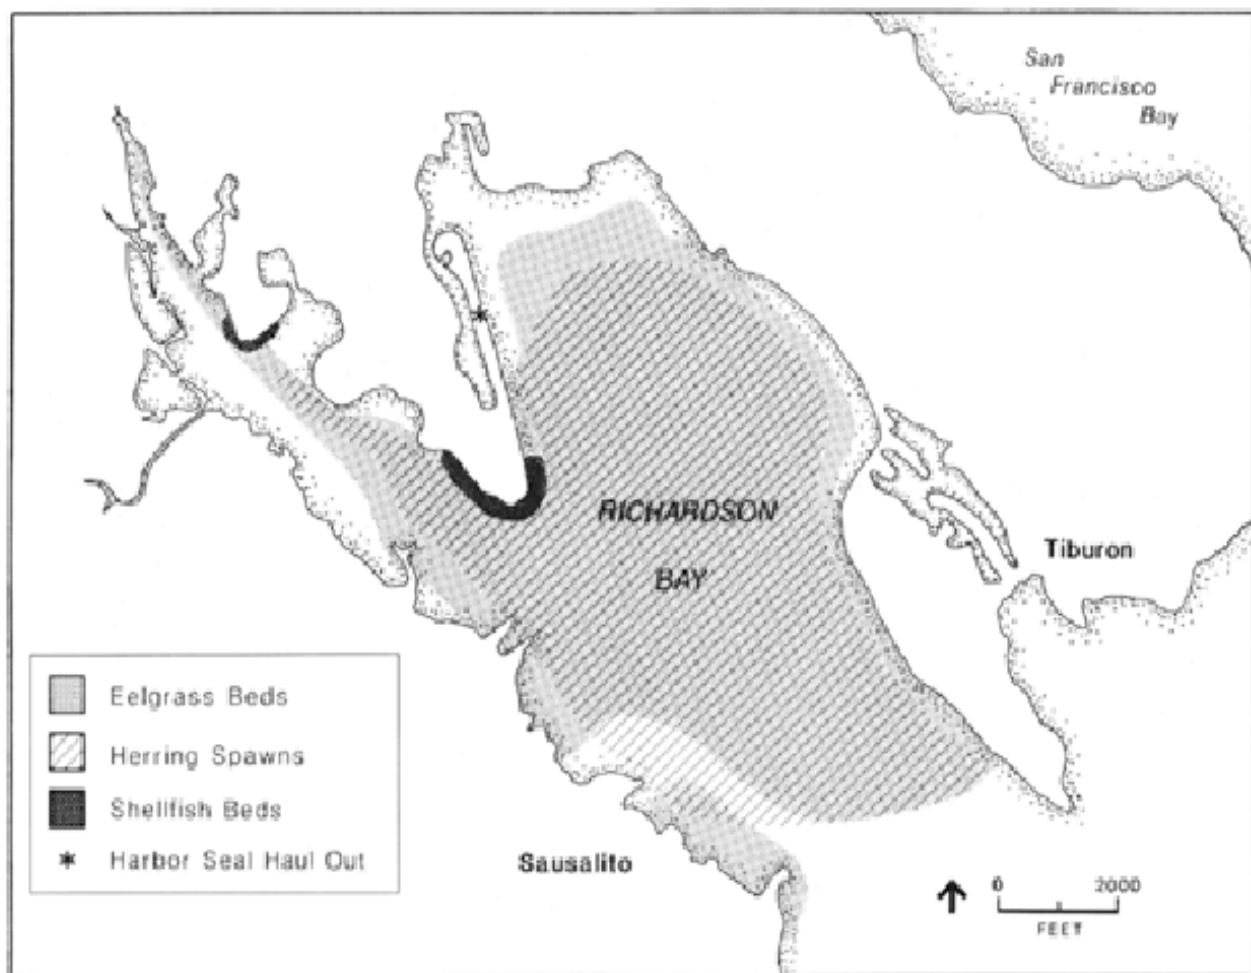 San
Francisco
Bay
RICHARDSON
BAY
Tiburon
Eelgrass Beds
Herring Spawns
Shellfish Beds
Harbor Seal Haul Out
Sausalito
0 2000
FEET